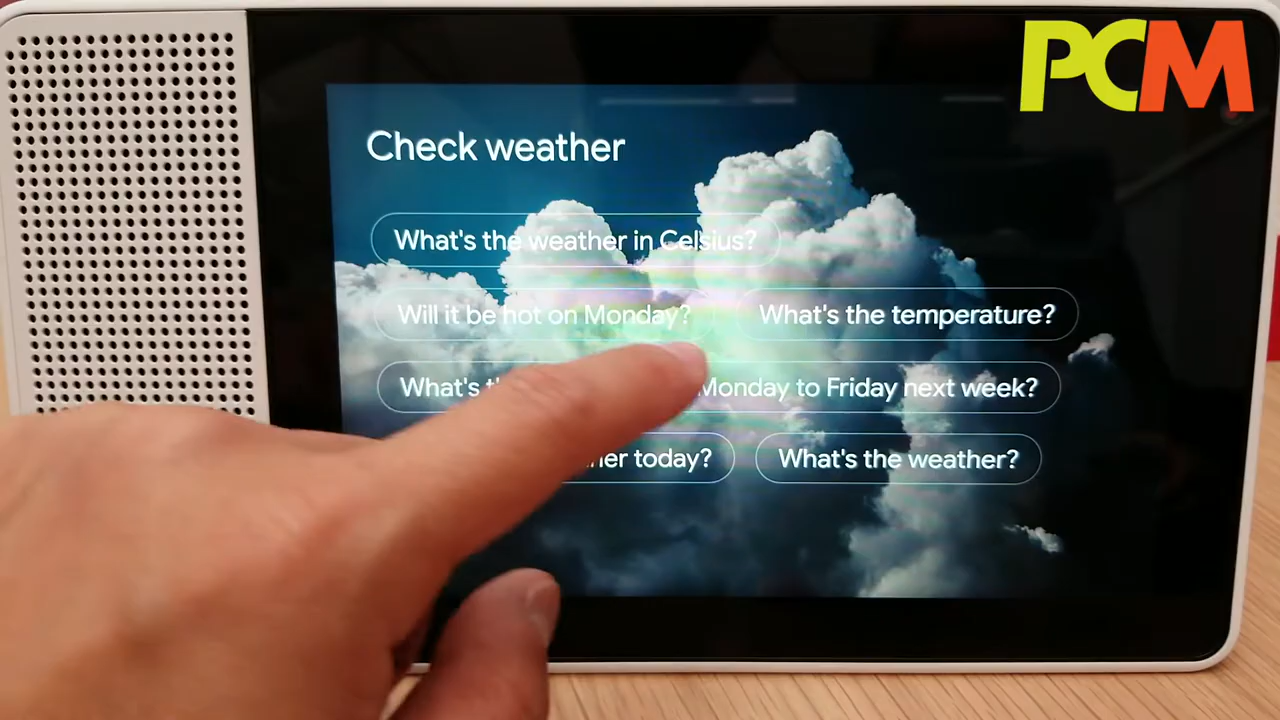 PCM
Check weather
What's the weather in Celsius?
Will it be hot on Monday?
What's the temperature?
What's Monday to Friday next week?
today?
What's the weather?